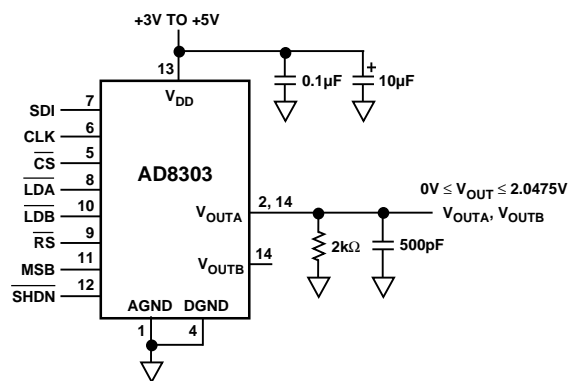 +3V TO +5V
13
0.1µF
+
10µF
VDD
SDI
7
CLK
6
CS
5
AD8303
LDA
8
0V ≤ VOUT ≤ 2.0475V
LDB
10
VOUTA
2, 14
VOUTA, VOUTB
RS
9
2kΩ
500pF
VOUTB
14
MSB
11
SHDN
12
AGND
DGND
1
4